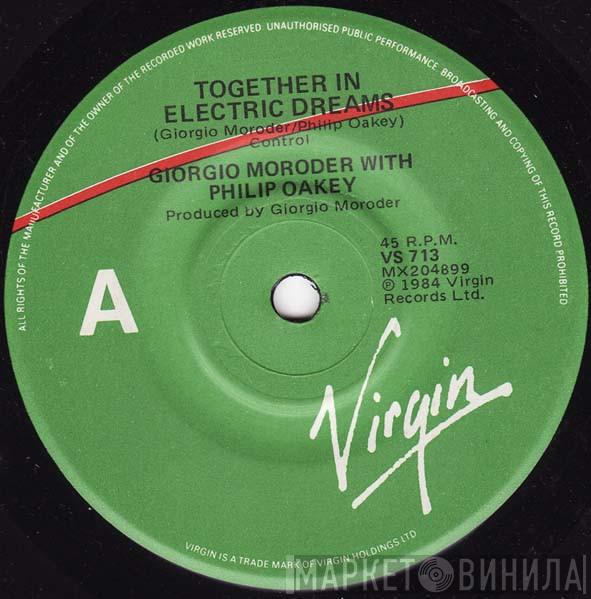 ALL RIGHTS OF THE MANUFACTURER AND OF THE OWNER OF THE RECORDED WORK RESERVED UNAUTHORISED PUBLIC PERFORMANCE BROADCASTING AND COPYING OF THIS RECORD PROHIBITED
TOGETHER IN
ELECTRIC DREAMS
(Giorgio Moroder/Philip Oakey)
Control
GIORGIO MORODER WITH
PHILIP OAKEY
Produced by Giorgio Moroder
45 R.P.M.
VS 713
MX204899
℗ 1984 Virgin
Records Ltd.
A
Virgin
VIRGIN IS A TRADE MARK OF VIRGIN HOLDINGS LTD
МАРКЕТ ВИНИЛА